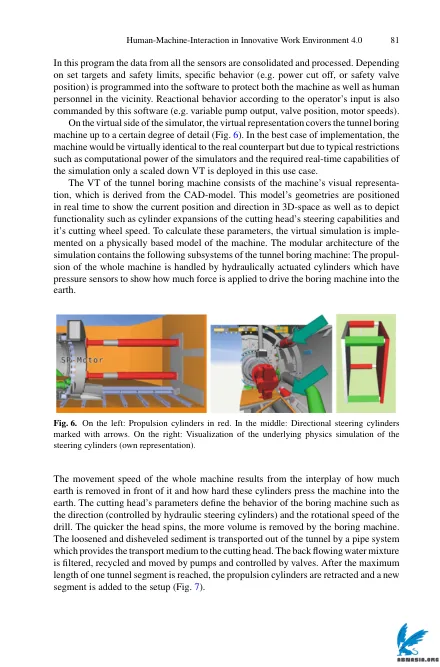 Human-Machine-Interaction in Innovative Work Environment 4.0 81
In this program the data from all the sensors are consolidated and processed. Depending
on set targets and safety limits, specific behavior (e.g. power cut off, or safety valve
position) is programmed into the software to protect both the machine as well as human
personnel in the vicinity. Reactional behavior according to the operator's input is also
commanded by this software (e.g. variable pump output, valve position, motor speeds).
On the virtual side of the simulator, the virtual representation covers the tunnel boring
machine up to a certain degree of detail (Fig. 6). In the best case of implementation, the
machine would be virtually identical to the real counterpart but due to typical restrictions
such as computational power of the simulators and the required real-time capabilities of
the simulation only a scaled down VT is deployed in this use case.
The VT of the tunnel boring machine consists of the machine's visual representa-
tion, which is derived from the CAD-model. This model's geometries are positioned
in real time to show the current position and direction in 3D-space as well as to depict
functionality such as cylinder expansions of the cutting head's steering capabilities and
it's cutting wheel speed. To calculate these parameters, the virtual simulation is imple-
mented on a physically based model of the machine. The modular architecture of the
simulation contains the following subsystems of the tunnel boring machine: The propul-
sion of the whole machine is handled by hydraulically actuated cylinders which have
pressure sensors to show how much force is applied to drive the boring machine into the
earth.
Fig. 6. On the left: Propulsion cylinders in red. In the middle: Directional steering cylinders
marked with arrows. On the right: Visualization of the underlying physics simulation of the
steering cylinders (own representation).
The movement speed of the whole machine results from the interplay of how much
earth is removed in front of it and how hard these cylinders press the machine into the
earth. The cutting head's parameters define the behavior of the boring machine such as
the direction (controlled by hydraulic steering cylinders) and the rotational speed of the
drill. The quicker the head spins, the more volume is removed by the boring machine.
The loosened and disheveled sediment is transported out of the tunnel by a pipe system
which provides the transport medium to the cutting head. The back flowing water mixture
is filtered, recycled and moved by pumps and controlled by valves. After the maximum
length of one tunnel segment is reached, the propulsion cylinders are retracted and a new
segment is added to the setup (Fig. 7).